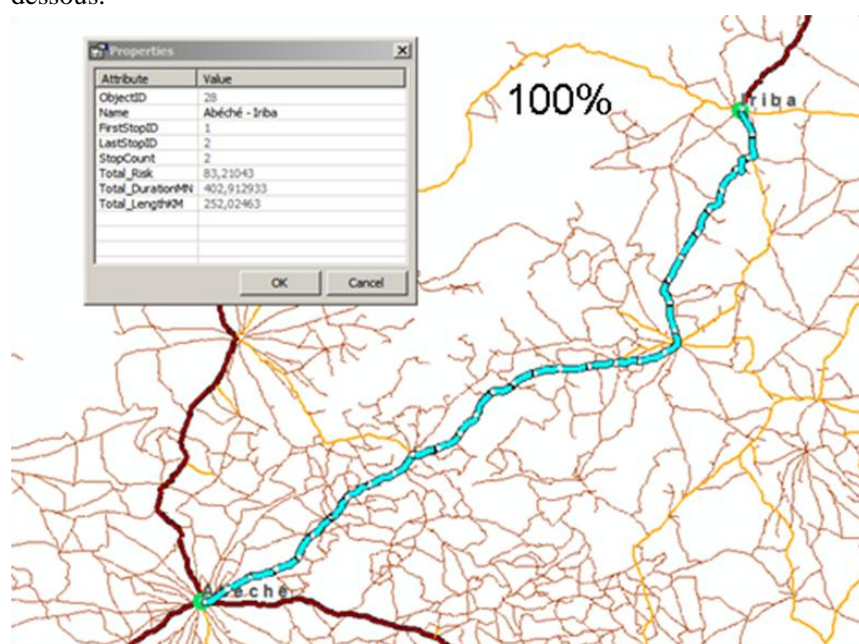 dessous.
Properties
Attribute Value
ObjectID 28
Name Abéché - Iriba
FirstStopID 1
LastStopID 2
StopCount 2
Total_Risk 83,21043
Total_DurationMN 402,912933
Total_LengthKM 252,02463
OK Cancel
100%
Iriba
Abéché